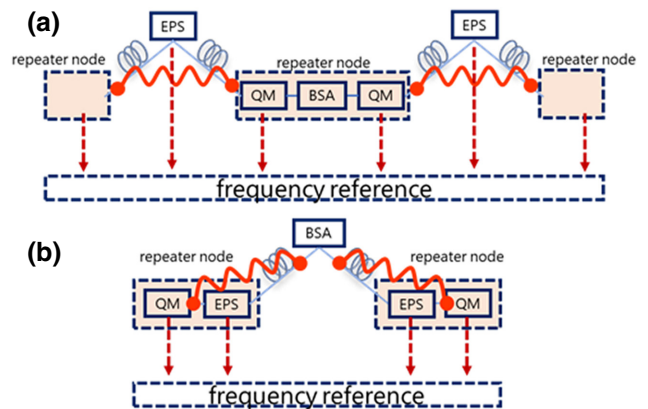 (a)
EPS
EPS
repeater node
repeater node
repeater node
QM
BSA
QM
frequency reference
(b)
BSA
repeater node
repeater node
QM
EPS
EPS
QM
frequency reference